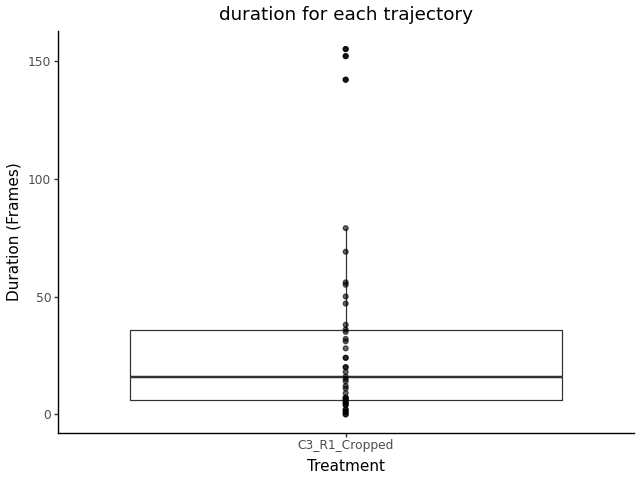 duration for each trajectory
150
100
50
0
Duration (Frames)
C3_R1_Cropped
Treatment